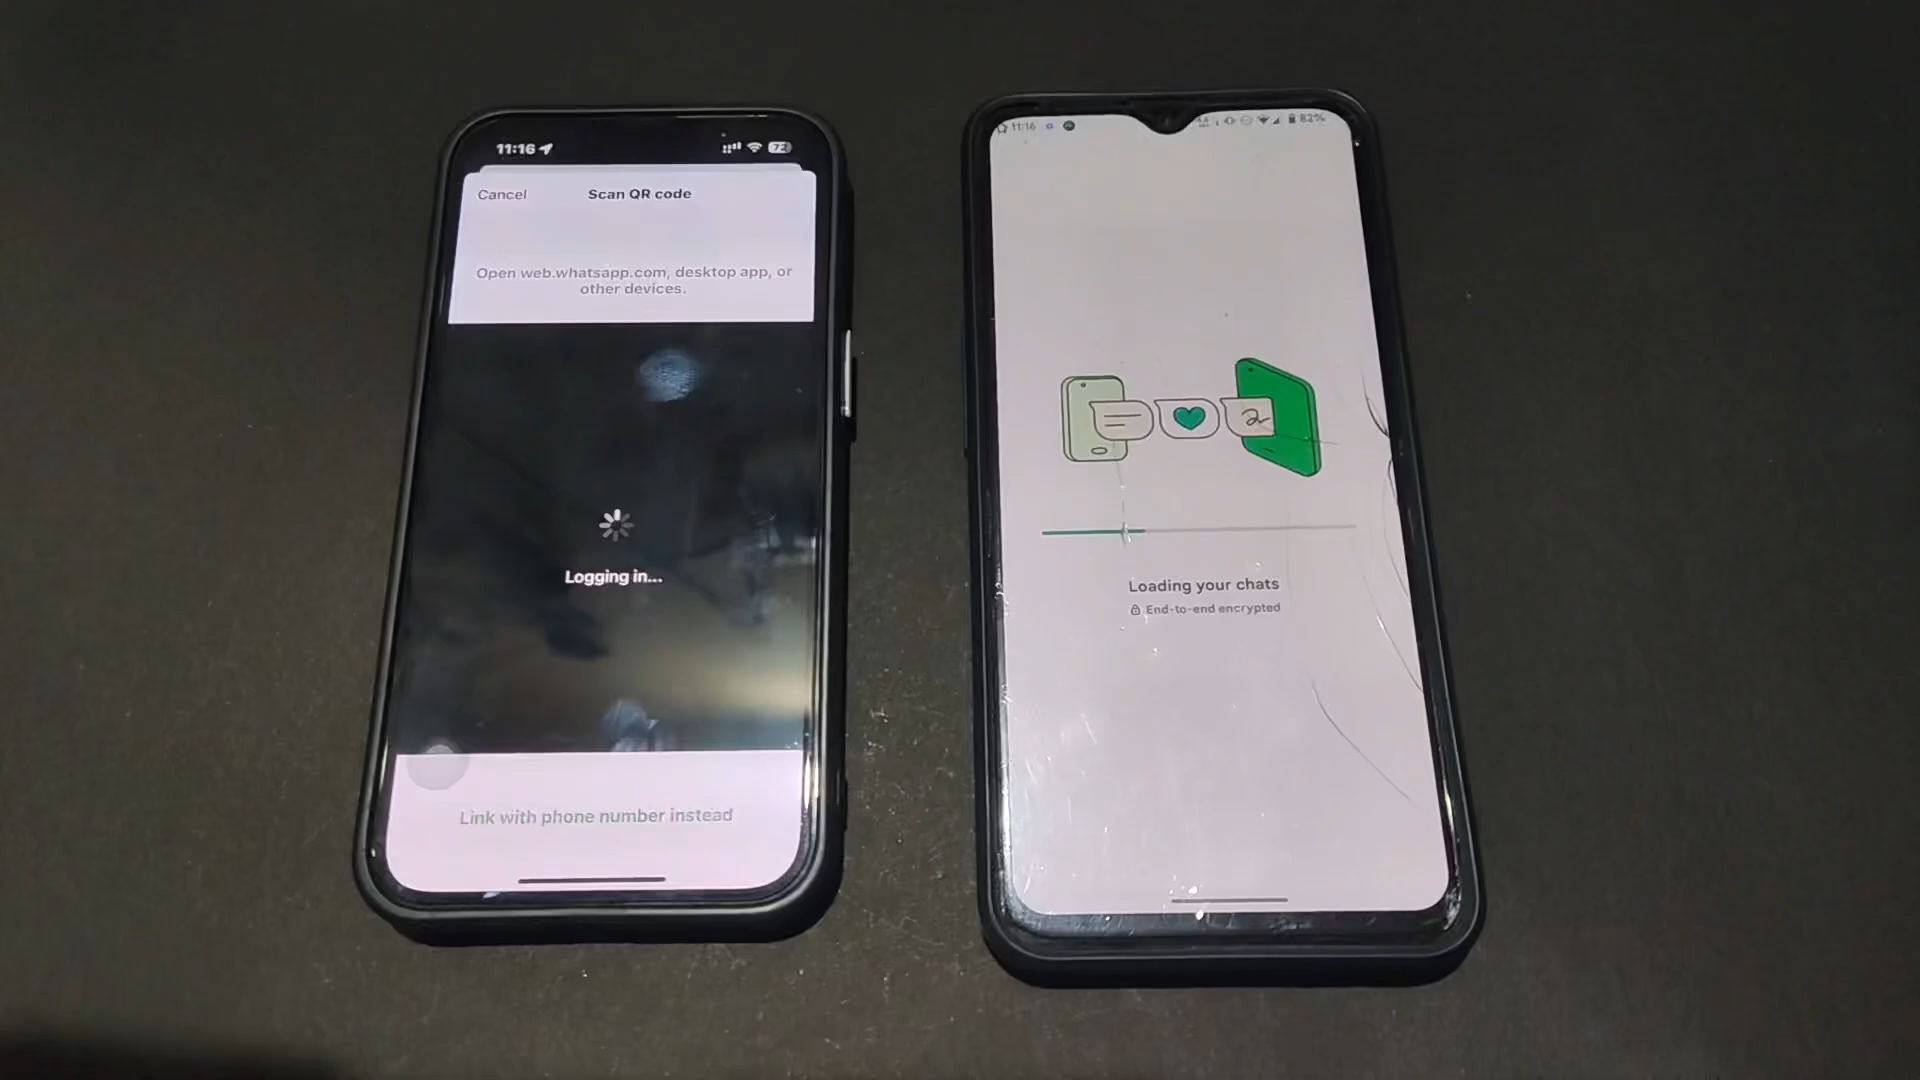 11:16
72
Cancel
Scan QR code
Open web.whatsapp.com, desktop app, or
other devices.
Logging in...
Link with phone number instead
11:16
82%
Loading your chats
End-to-end encrypted